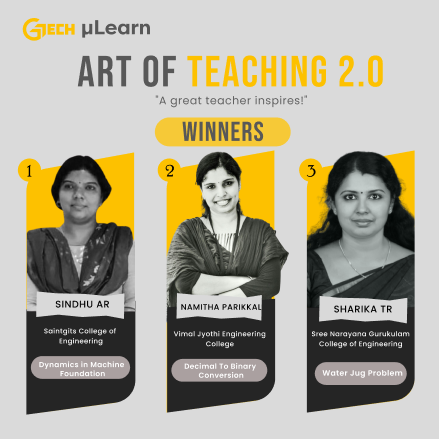 GTECH µLearn
ART OF TEACHING 2.0
"A great teacher inspires!"
WINNERS
1
SINDHU AR
Saintgits College of
Engineering
Dynamics in Machine
Foundation
2
NAMITHA PARIKKAL
Vimal Jyothi Engineering
College
Decimal To Binary
Conversion
3
SHARIKA TR
Sree Narayana Gurukulam
College of Engineering
Water Jug Problem